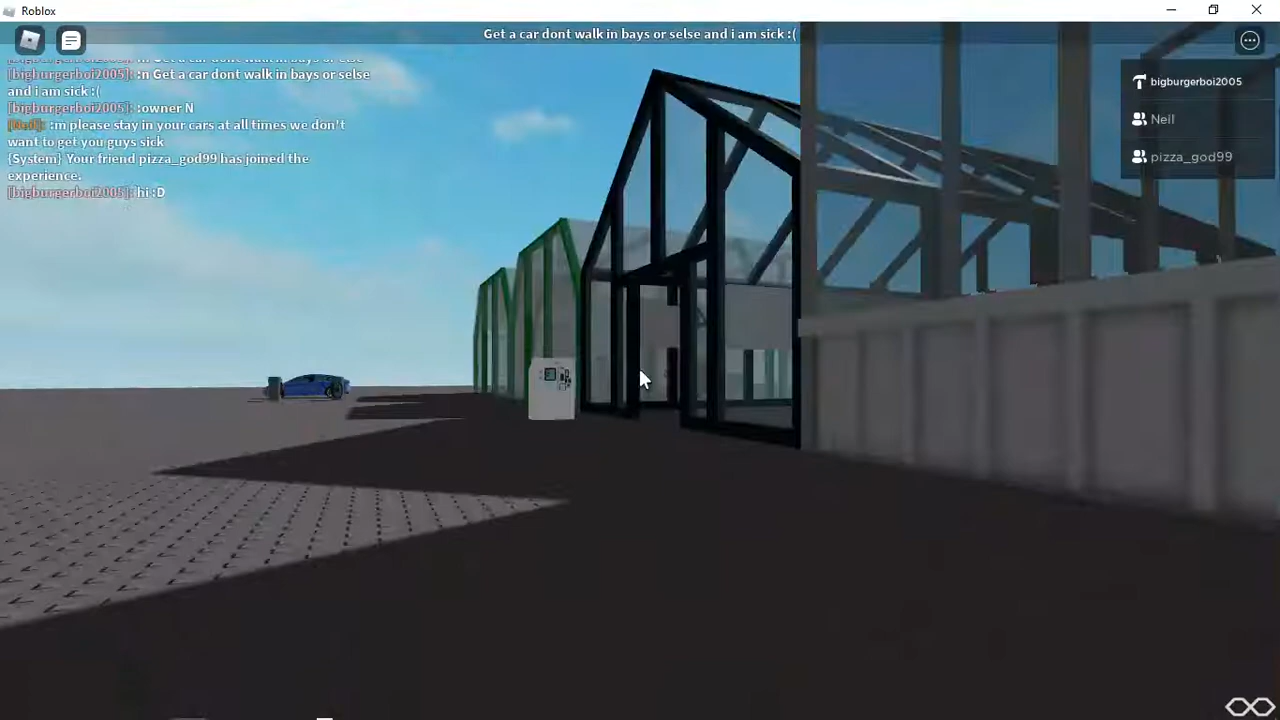 Roblox
Get a car dont walk in bays or selse and i am sick :(
[bigburgerboi2005]: :n Get a car dont walk in bays or selse
and i am sick :(
[bigburgerboi2005]: :owner N
[Neil]: :m please stay in your cars at all times we don't
want to get you guys sick
{System} Your friend pizza_god99 has joined the
experience.
[bigburgerboi2005]: hi :D
bigburgerboi2005
Neil
pizza_god99